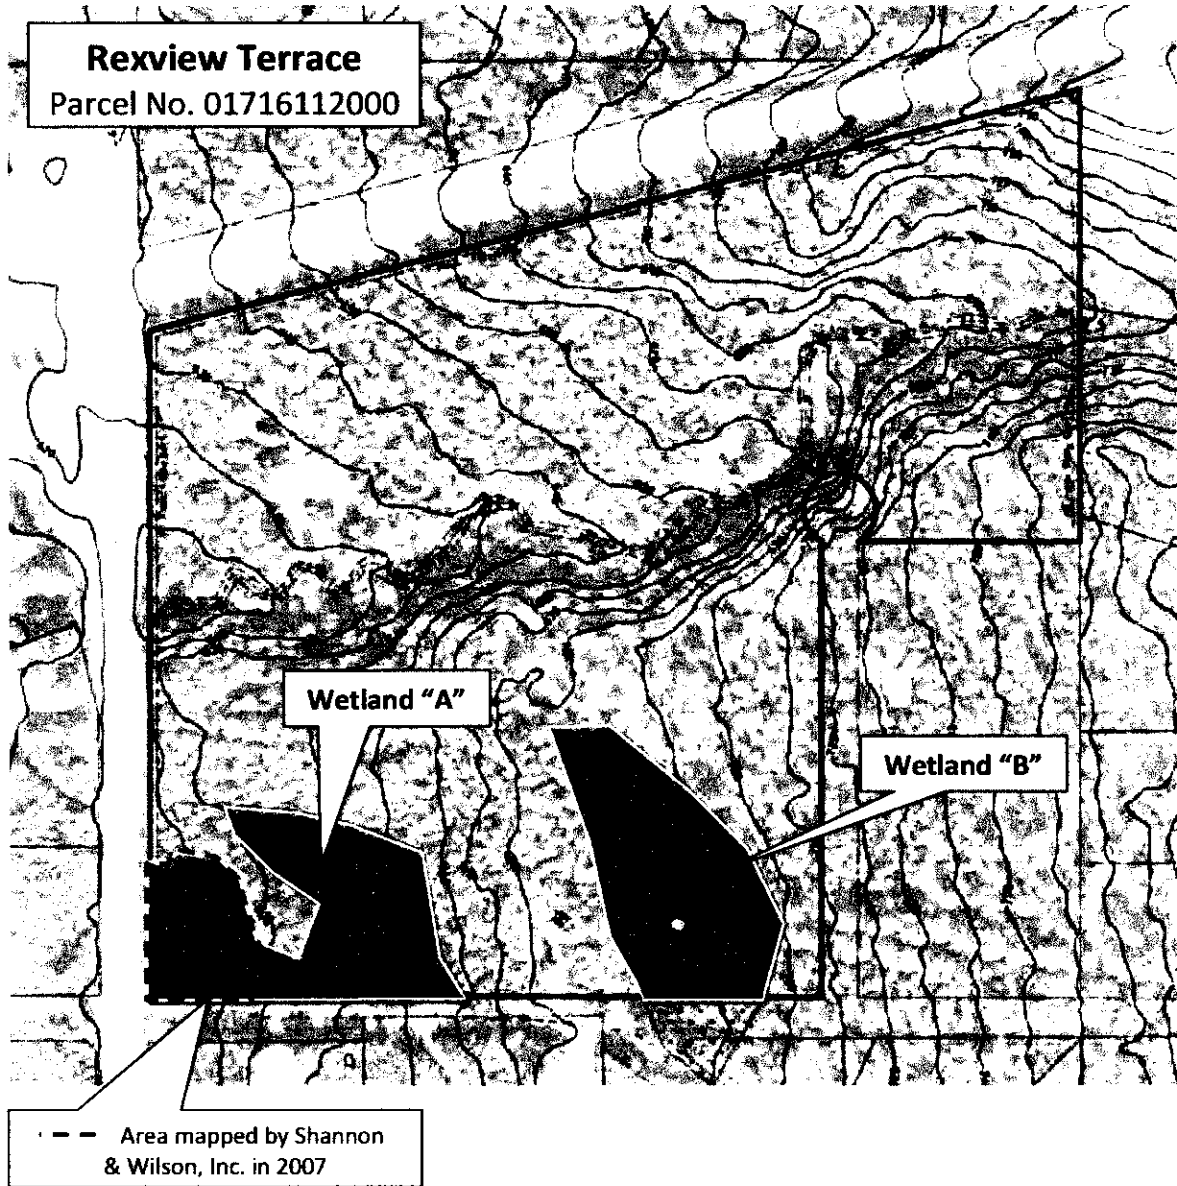 Rexview Terrace
Parcel No. 01716112000
Wetland “A”
Wetland “B”
Area mapped by Shannon
& Wilson, Inc. in 2007